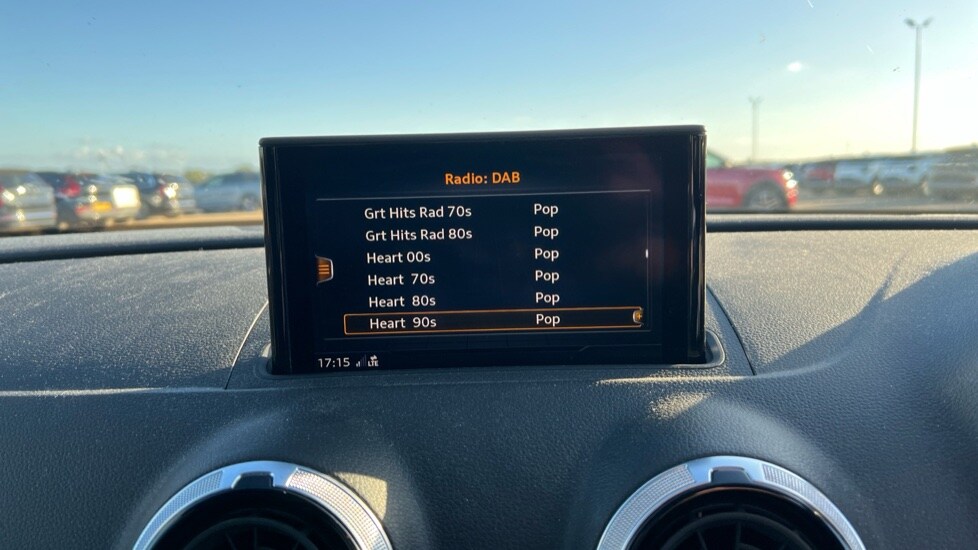 Radio: DAB
Grt Hits Rad 70s Pop
Grt Hits Rad 80s Pop
Heart 00s Pop
Heart 70s Pop
Heart 80s Pop
Heart 90s Pop
17:15 LTE